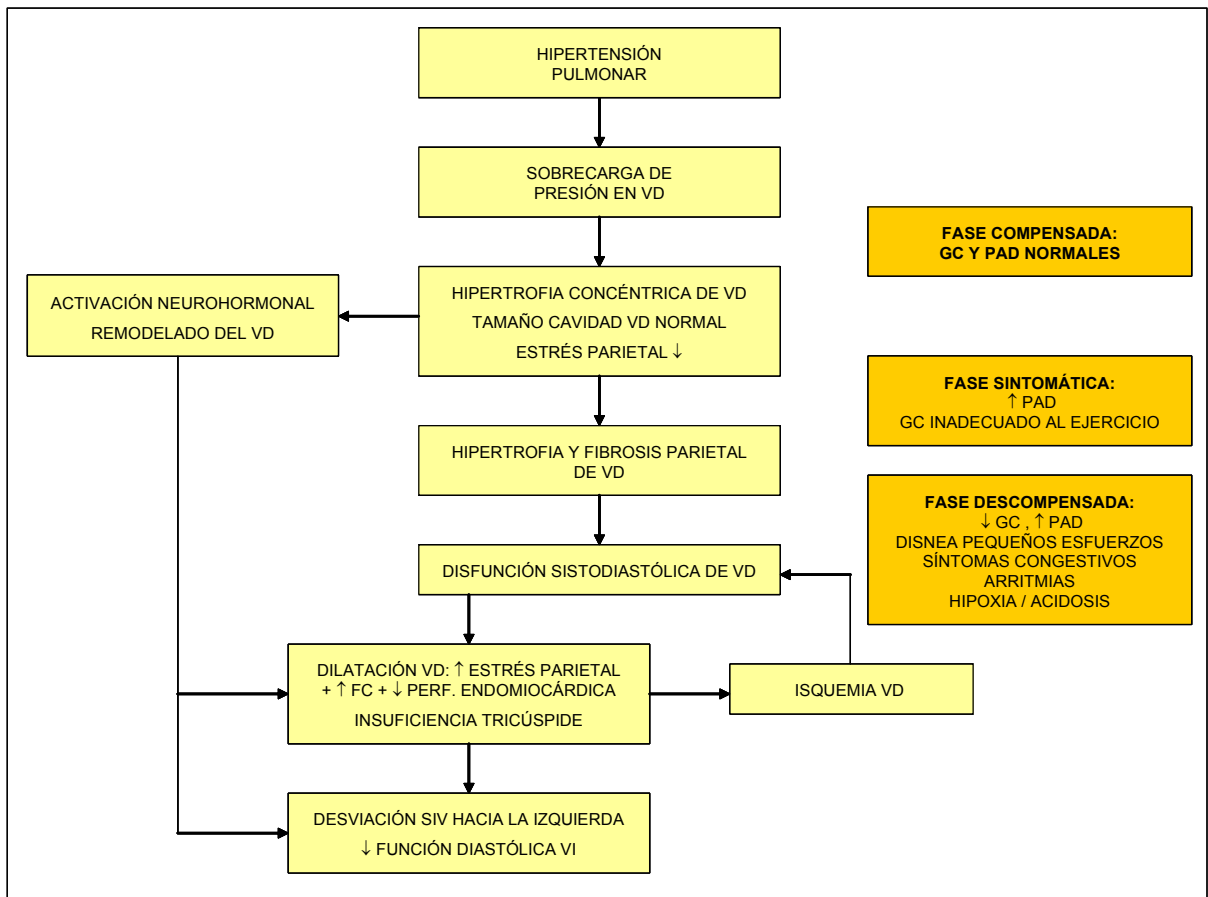 HIPERTENSIÓN
PULMONAR
SOBRECARGA DE
PRESIÓN EN VD
FASE COMPENSADA:
GC Y PAD NORMALES
ACTIVACIÓN NEUROHORMONAL
REMODELADO DEL VD
HIPERTROFIA CONCÉNTRICA DE VD
TAMAÑO CAVIDAD VD NORMAL
ESTRÉS PARIETAL ↓
FASE SINTOMÁTICA:
↑ PAD
GC INADECUADO AL EJERCICIO
HIPERTROFIA Y FIBROSIS PARIETAL
DE VD
FASE DESCOMPENSADA:
↓ GC , ↑ PAD
DISNEA PEQUEÑOS ESFUERZOS
SÍNTOMAS CONGESTIVOS
ARRITMIAS
HIPOXIA / ACIDOSIS
DISFUNCIÓN SISTODIASTÓLICA DE VD
DILATACIÓN VD: ↑ ESTRÉS PARIETAL
+ ↑ FC + ↓ PERF. ENDOMIOCÁRDICA
INSUFICIENCIA TRICÚSPIDE
ISQUEMIA VD
DESVIACIÓN SIV HACIA LA IZQUIERDA
↓ FUNCIÓN DIASTÓLICA VI